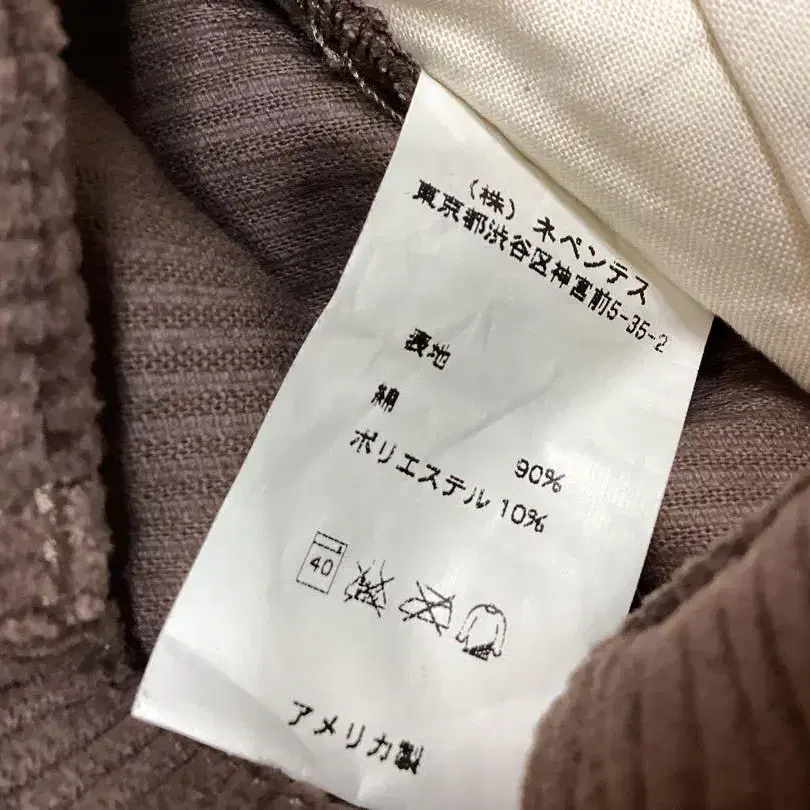 (株) ネペンテス
東京都渋谷区神宮前5-35-2
表地
綿 90%
ポリエステル 10%
40
アメリカ製